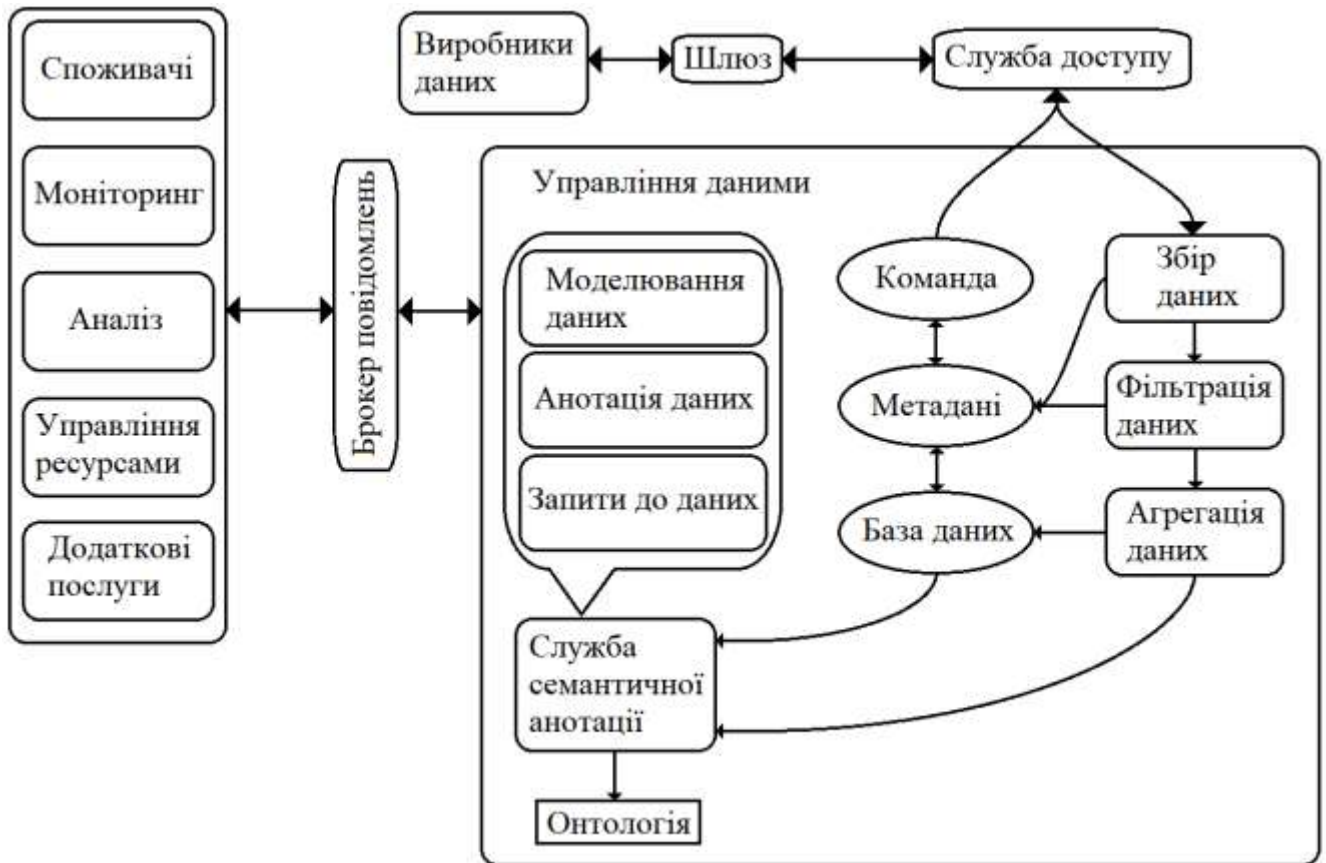 Споживачі
Моніторинг
Аналіз
Управління
ресурсами
Додаткові
послуги
Брокер повідомлень
Виробники
даних
Шлюз
Служба доступу
Управління даними
Моделювання
даних
Анотація даних
Запити до даних
Служба
семантичної
анотації
Онтологія
Команда
Метадані
База даних
Збір
даних
Фільтрація
даних
Агрегація
даних